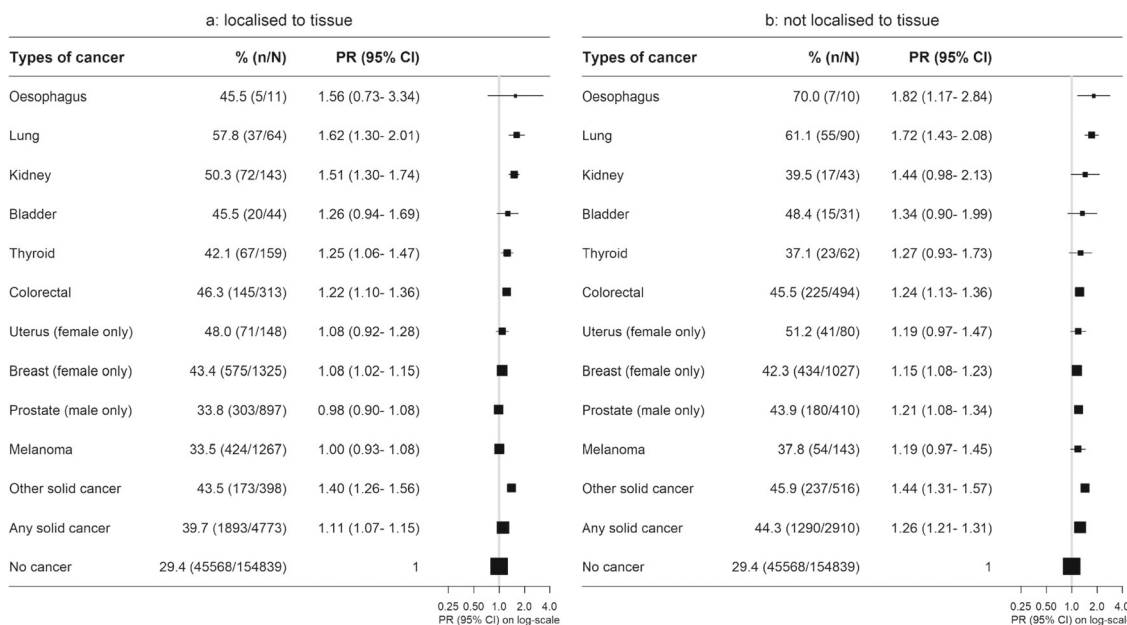 a: localised to tissue
Types of cancer % (n/N) PR (95% CI)
Oesophagus 45.5 (5/11) 1.56 (0.73- 3.34)
Lung 57.8 (37/64) 1.62 (1.30- 2.01)
Kidney 50.3 (72/143) 1.51 (1.30- 1.74)
Bladder 45.5 (20/44) 1.26 (0.94- 1.69)
Thyroid 42.1 (67/159) 1.25 (1.06- 1.47)
Colorectal 46.3 (145/313) 1.22 (1.10- 1.36)
Uterus (female only) 48.0 (71/148) 1.08 (0.92- 1.28)
Breast (female only) 43.4 (575/1325) 1.08 (1.02- 1.15)
Prostate (male only) 33.8 (303/897) 0.98 (0.90- 1.08)
Melanoma 33.5 (424/1267) 1.00 (0.93- 1.08)
Other solid cancer 43.5 (173/398) 1.40 (1.26- 1.56)
Any solid cancer 39.7 (1893/4773) 1.11 (1.07- 1.15)
No cancer 29.4 (45568/154839) 1
0.25 0.50 1.0 2.0 4.0
PR (95% CI) on log-scale
b: not localised to tissue
Types of cancer % (n/N) PR (95% CI)
Oesophagus 70.0 (7/10) 1.82 (1.17- 2.84)
Lung 61.1 (55/90) 1.72 (1.43- 2.08)
Kidney 39.5 (17/43) 1.44 (0.98- 2.13)
Bladder 48.4 (15/31) 1.34 (0.90- 1.99)
Thyroid 37.1 (23/62) 1.27 (0.93- 1.73)
Colorectal 45.5 (225/494) 1.24 (1.13- 1.36)
Uterus (female only) 51.2 (41/80) 1.19 (0.97- 1.47)
Breast (female only) 42.3 (434/1027) 1.15 (1.08- 1.23)
Prostate (male only) 43.9 (180/410) 1.21 (1.08- 1.34)
Melanoma 37.8 (54/143) 1.19 (0.97- 1.45)
Other solid cancer 45.9 (237/516) 1.44 (1.31- 1.57)
Any solid cancer 44.3 (1290/2910) 1.26 (1.21- 1.31)
No cancer 29.4 (45568/154839) 1
0.25 0.50 1.0 2.0 4.0
PR (95% CI) on log-scale